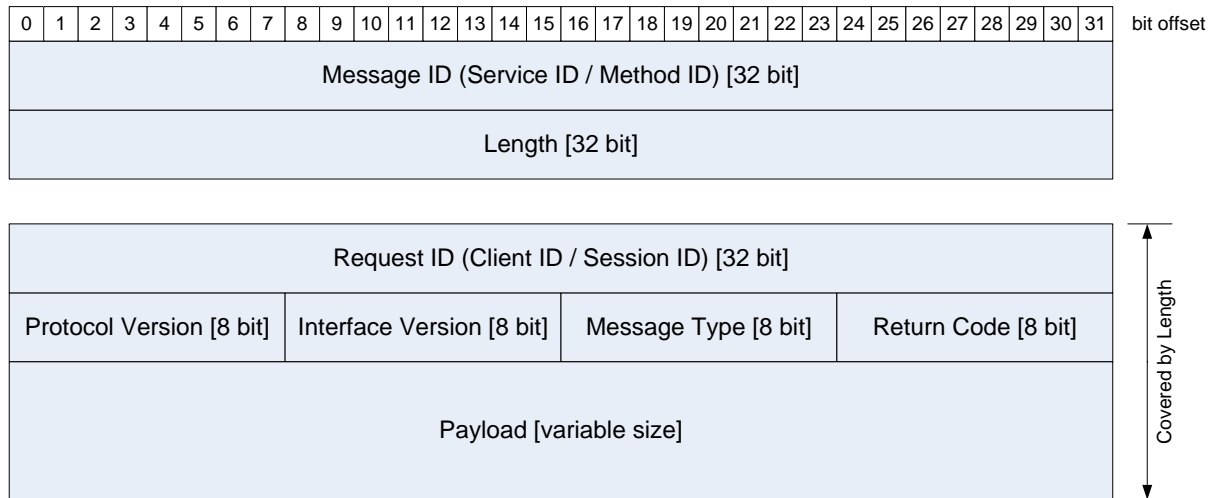 0 1 2 3 4 5 6 7 8 9 10 11 12 13 14 15 16 17 18 19 20 21 22 23 24 25 26 27 28 29 30 31 bit offset
Message ID (Service ID / Method ID) [32 bit]
Length [32 bit]
Request ID (Client ID / Session ID) [32 bit]
Protocol Version [8 bit] Interface Version [8 bit] Message Type [8 bit] Return Code [8 bit]
Payload [variable size]
Covered by Length